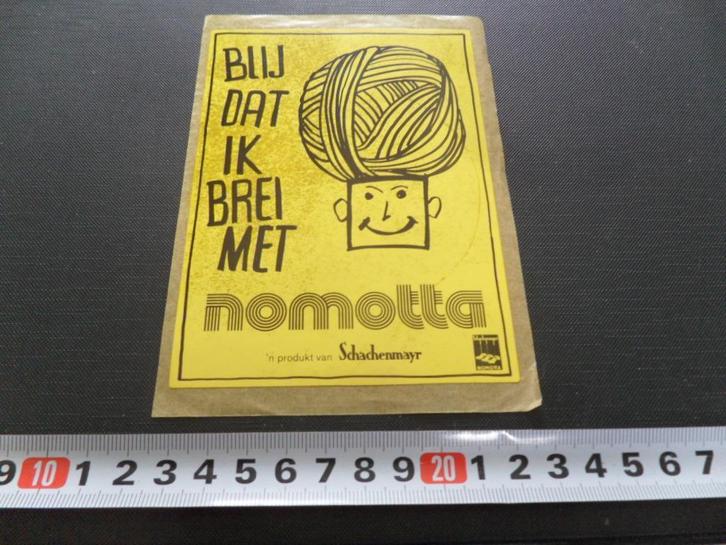 BLIJ
DAT
IK
BREI
MET
nomotta
'n produkt van Schachenmayr
NOMOTTA
9 10 1 2 3 4 5 6 7 8 9 20 1 2 3 4 5 6 7